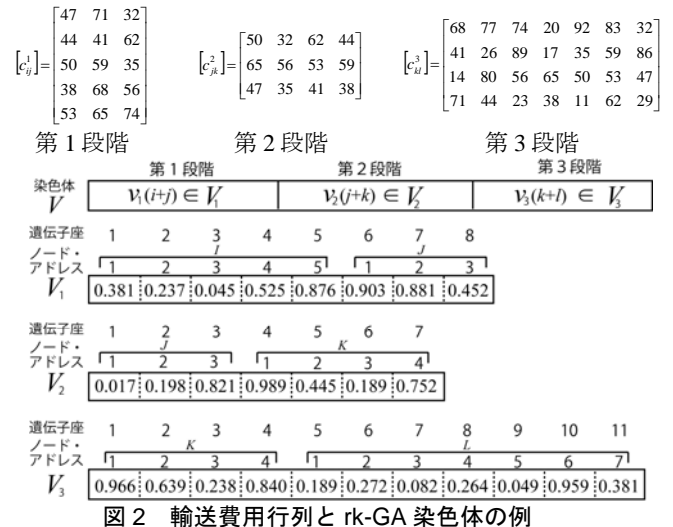 [c¹ᵢⱼ] = [47 71 32
44 41 62
50 59 35
38 68 56
53 65 74]
[c²ⱼₖ] = [50 32 62 44
65 56 53 59
47 35 41 38]
[c³ₖₗ] = [68 77 74 20 92 83 32
41 26 89 17 35 59 86
14 80 56 65 50 53 47
71 44 23 38 11 62 29]
第1段階 第2段階 第3段階
第1段階 第2段階 第3段階
染色体 V v₁(i+j) ∈ V₁ v₂(j+k) ∈ V₂ v₃(k+l) ∈ V₃
遺伝子座 1 2 3 4 5 6 7 8
ノード・ I J
アドレス 1 2 3 4 5 1 2 3
V₁ 0.381 0.237 0.045 0.525 0.876 0.903 0.881 0.452
遺伝子座 1 2 3 4 5 6 7
ノード・ J K
アドレス 1 2 3 1 2 3 4
V₂ 0.017 0.198 0.821 0.989 0.445 0.189 0.752
遺伝子座 1 2 3 4 5 6 7 8 9 10 11
ノード・ K L
アドレス 1 2 3 4 1 2 3 4 5 6 7
V₃ 0.966 0.639 0.238 0.840 0.189 0.272 0.082 0.264 0.049 0.959 0.381
図2 輸送費用行列と rk-GA 染色体の例